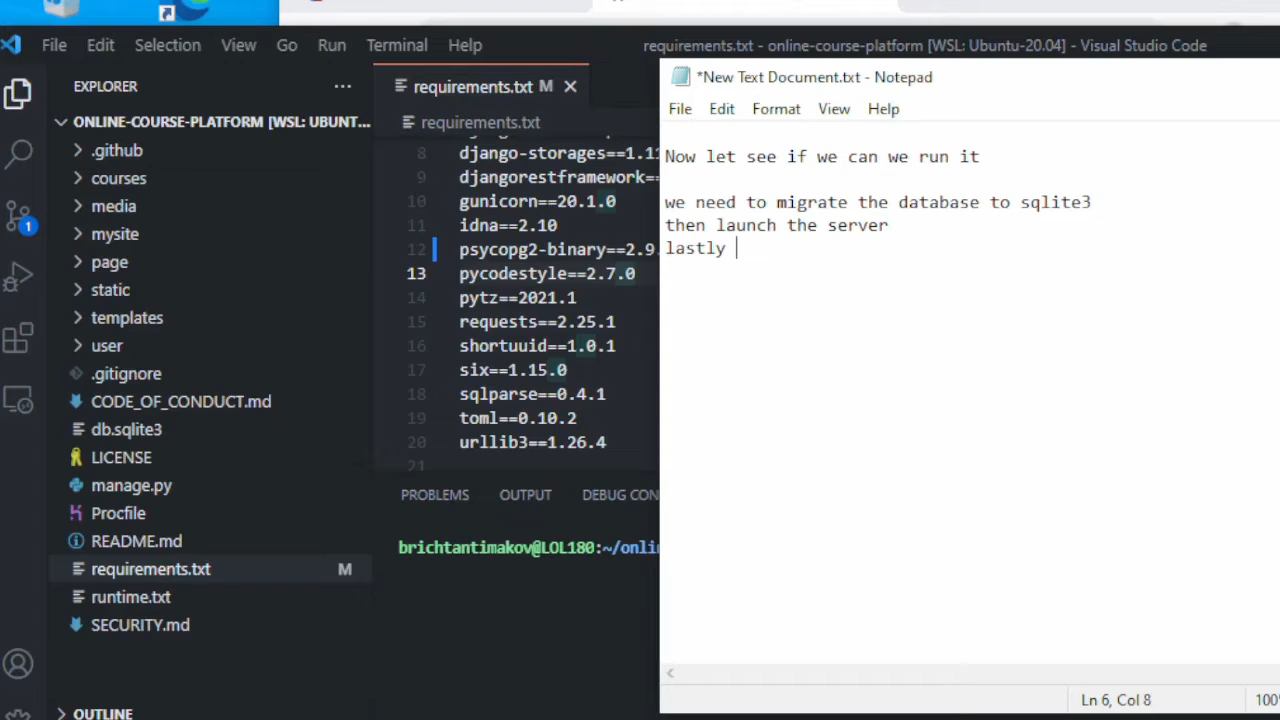 File Edit Selection View Go Run Terminal Help
requirements.txt - online-course-platform [WSL: Ubuntu-20.04] - Visual Studio Code
EXPLORER
ONLINE-COURSE-PLATFORM [WSL: UBUNT...
.github
courses
media
mysite
page
static
templates
user
.gitignore
CODE_OF_CONDUCT.md
db.sqlite3
LICENSE
manage.py
Procfile
README.md
requirements.txt M
runtime.txt
SECURITY.md
OUTLINE
1
requirements.txt M
requirements.txt
8 django-storages==1.11
9 djangorestframework==
10 gunicorn==20.1.0
11 idna==2.10
12 psycopg2-binary==2.9.
13 pycodestyle==2.7.0
14 pytz==2021.1
15 requests==2.25.1
16 shortuuid==1.0.1
17 six==1.15.0
18 sqlparse==0.4.1
19 toml==0.10.2
20 urllib3==1.26.4
21
PROBLEMS OUTPUT DEBUG CON
brichtantimakov@LOL180:~/onlin
*New Text Document.txt - Notepad
File Edit Format View Help
Now let see if we can we run it
we need to migrate the database to sqlite3
then launch the server
lastly
Ln 6, Col 8
100%